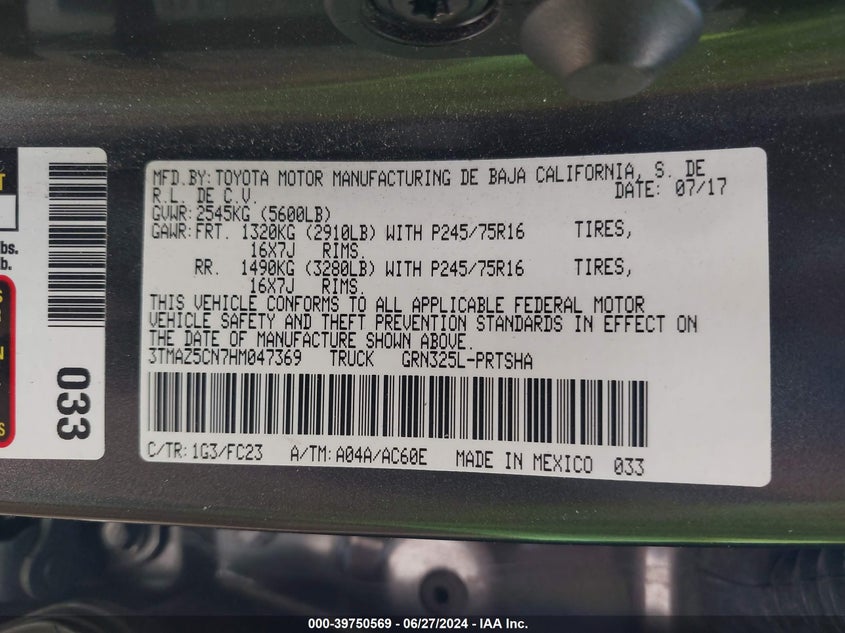 T
bs.
b.
S
N
S
033
MFD.BY: TOYOTA MOTOR MANUFACTURING DE BAJA CALIFORNIA, S. DE
R.L. DE C.V. DATE: 07/17
GVWR: 2545KG (5600LB)
GAWR: FRT. 1320KG (2910LB) WITH P245/75R16 TIRES,
16X7J RIMS.
RR. 1490KG (3280LB) WITH P245/75R16 TIRES,
16X7J RIMS.
THIS VEHICLE CONFORMS TO ALL APPLICABLE FEDERAL MOTOR
VEHICLE SAFETY AND THEFT PREVENTION STANDARDS IN EFFECT ON
THE DATE OF MANUFACTURE SHOWN ABOVE.
3TMAZ5CN7HM047369 TRUCK GRN325L-PRTSHA
C/TR: 1G3/FC23 A/TM: A04A/AC60E MADE IN MEXICO 033
000-39750569 - 06/27/2024 - IAA Inc.